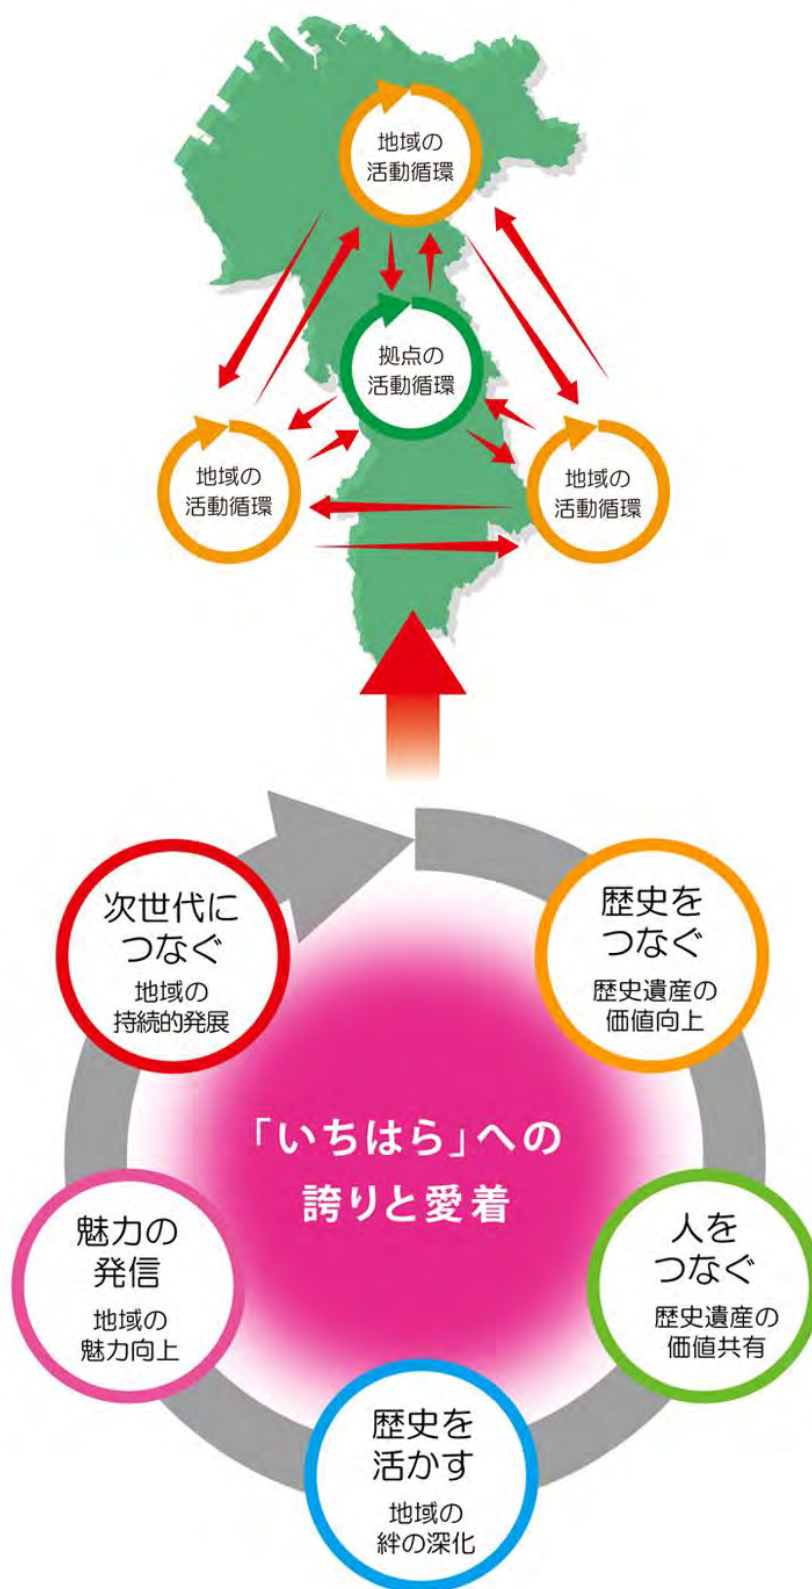 地域の
活動循環
拠点の
活動循環
地域の
活動循環
地域の
活動循環
次世代に
つなぐ
地域の
持続的発展
歴史を
つなぐ
歴史遺産の
価値向上
「いちはら」への
誇りと愛着
魅力の
発信
地域の
魅力向上
人を
つなぐ
歴史遺産の
価値共有
歴史を
活かす
地域の
絆の深化